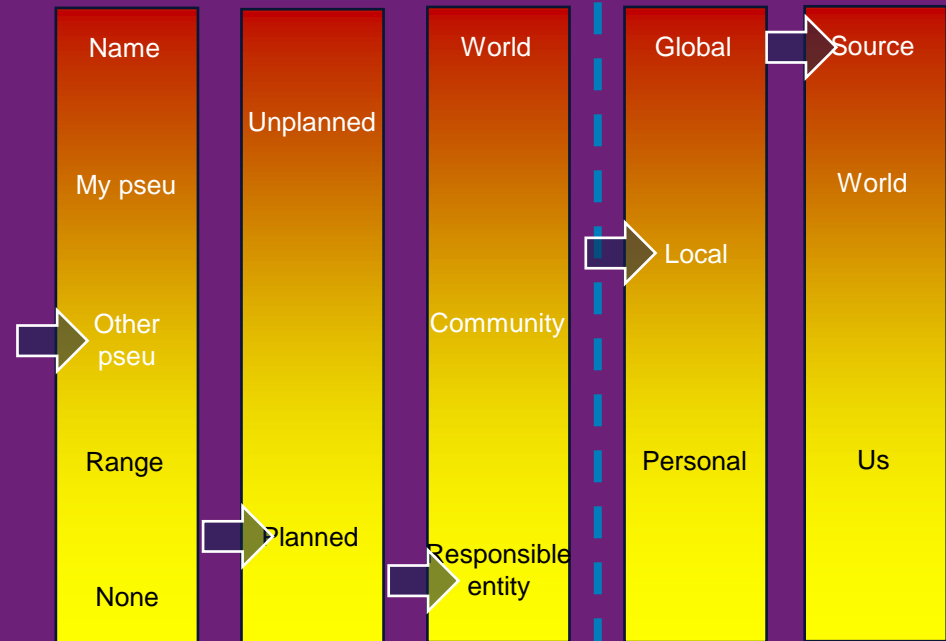 Name
My pseu
Other
pseu
Range
None
Unplanned
Planned
World
Community
Responsible
entity
Global
Local
Personal
Source
World
Us